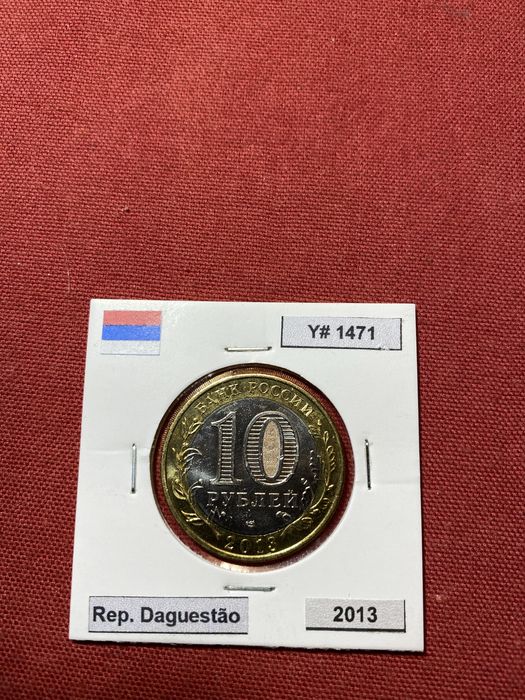 Y# 1471
БАНК РОССИИ
10
РУБЛЕЙ
2013
Rep. Daguestão
2013